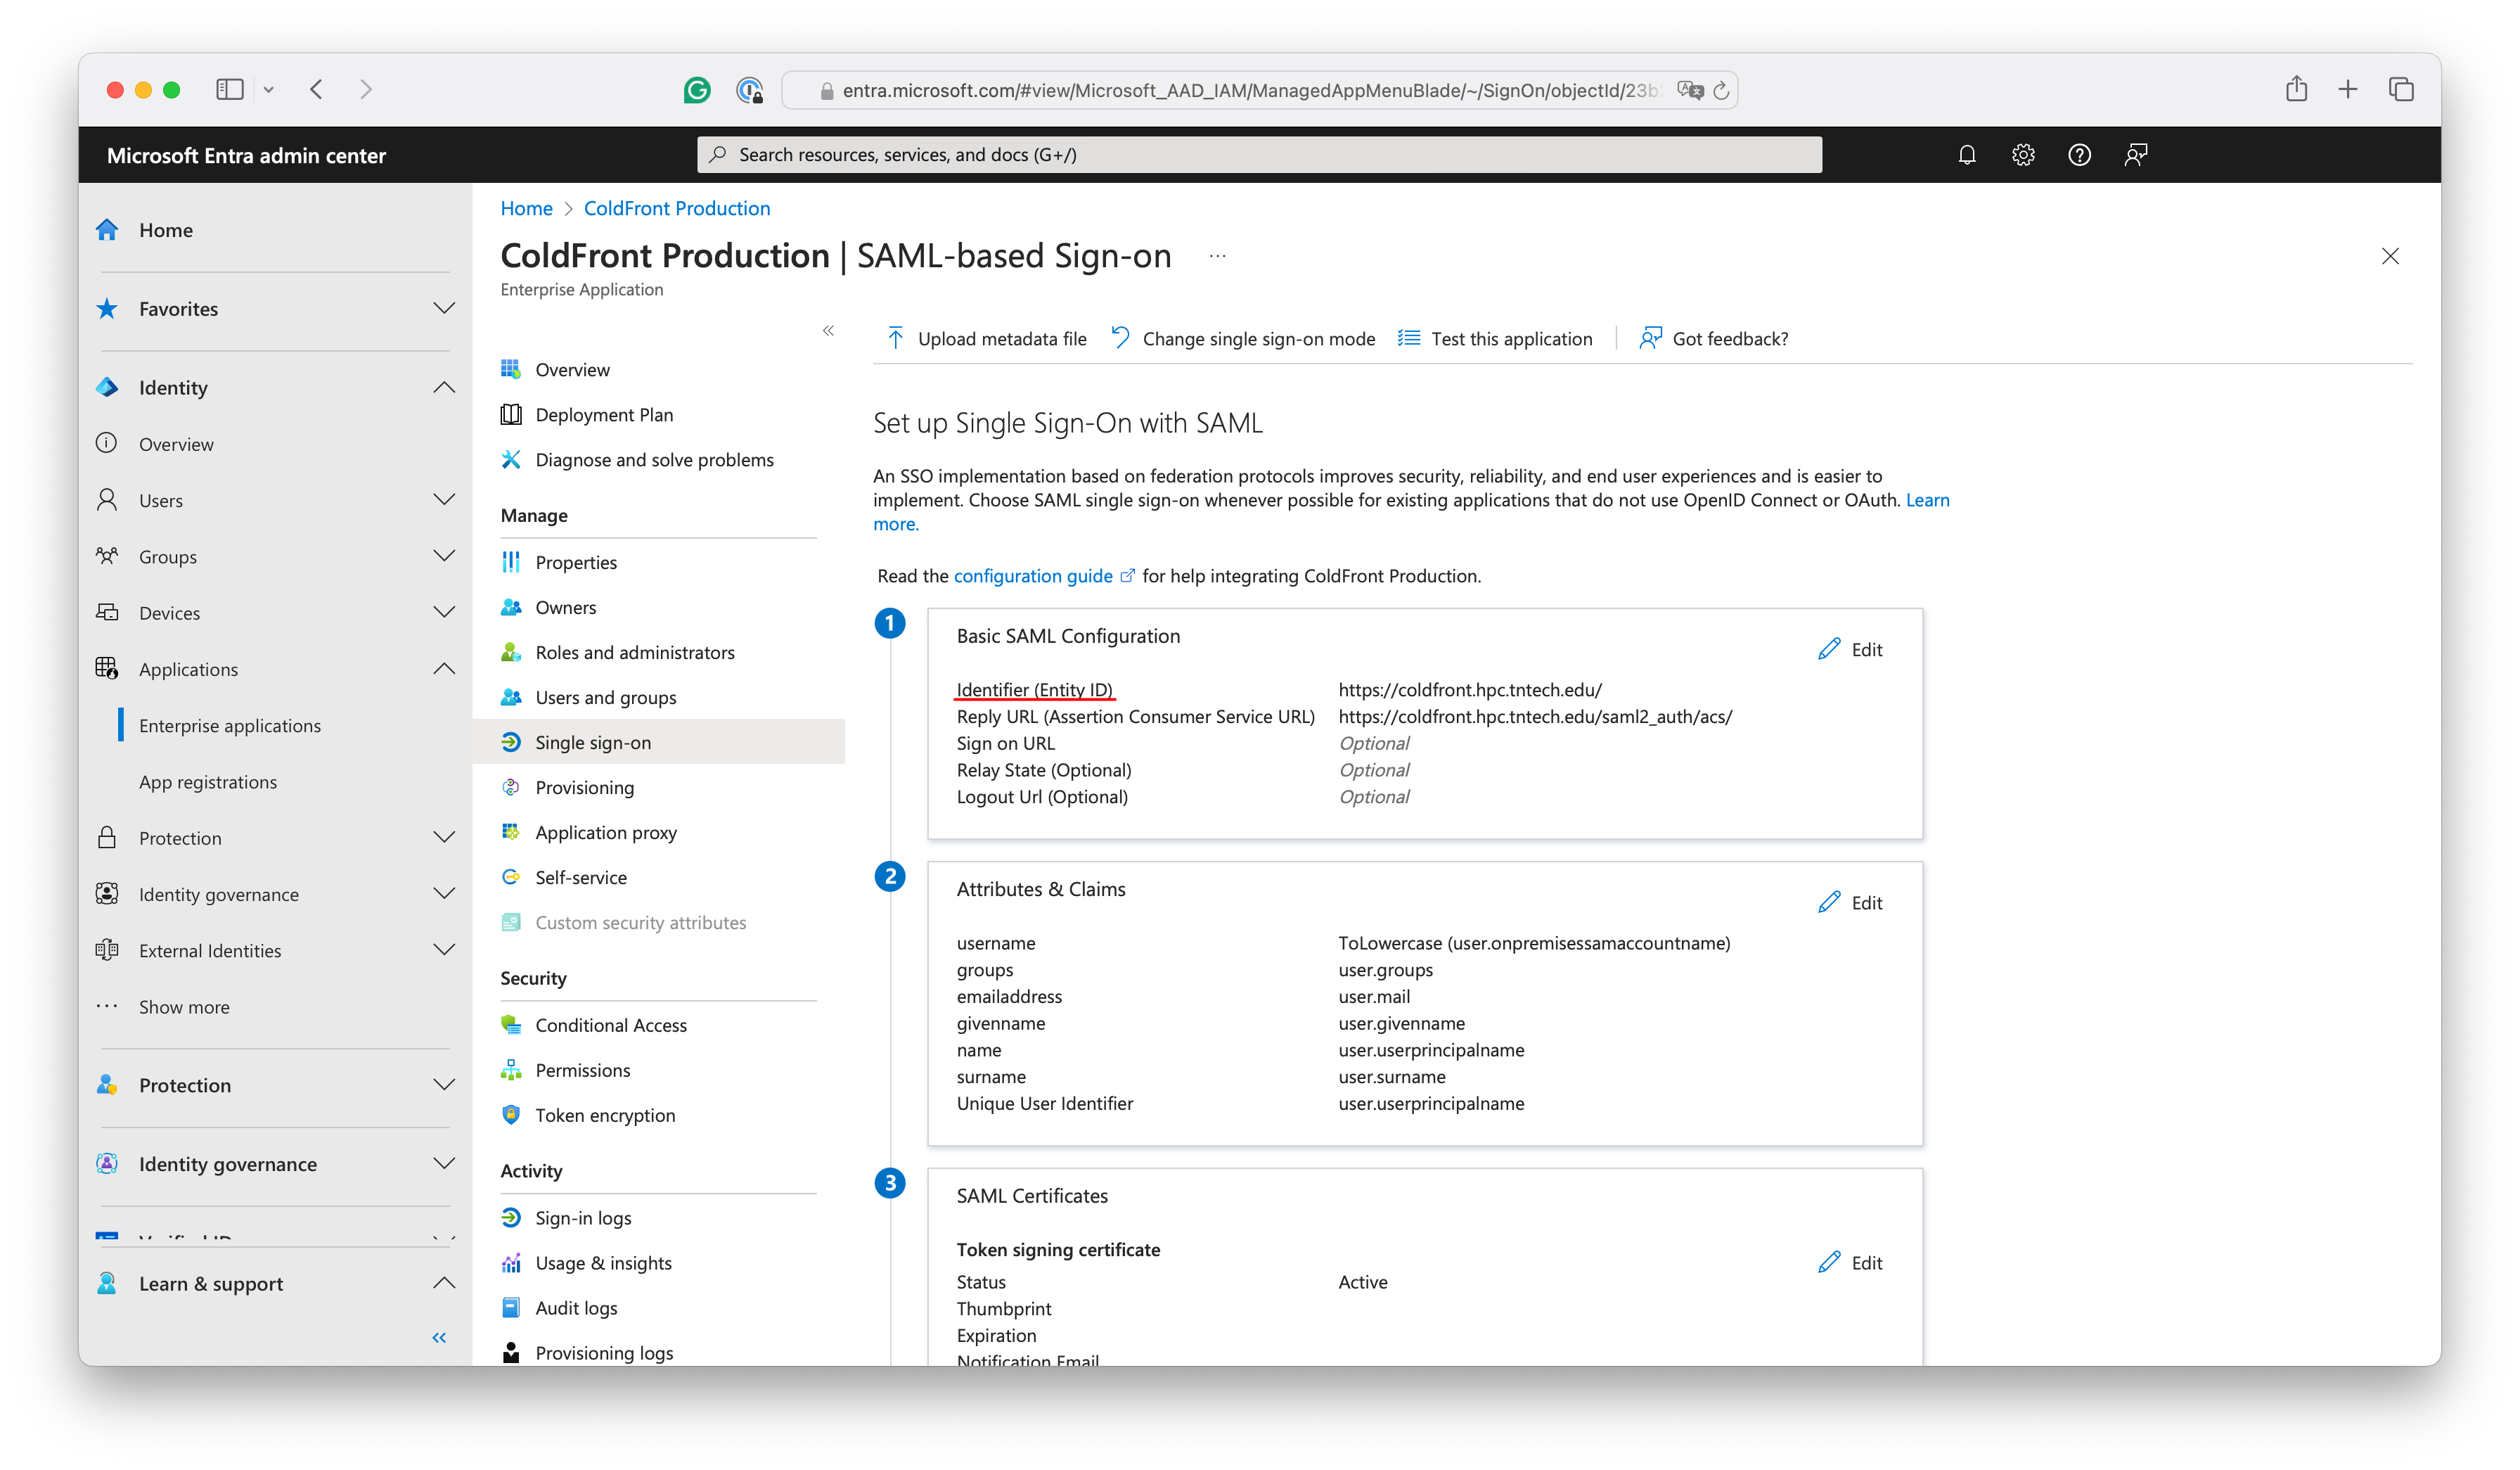 entra.microsoft.com/#view/Microsoft_AAD_IAM/ManagedAppMenuBlade/~/SignOn/objectId/23b
Microsoft Entra admin center
Search resources, services, and docs (G+/)
Home
Favorites
Identity
Overview
Users
Groups
Devices
Applications
Enterprise applications
App registrations
Protection
Identity governance
External Identities
Show more
Protection
Identity governance
Verified ID
Learn & support
Home > ColdFront Production
ColdFront Production | SAML-based Sign-on ...
Enterprise Application
Overview
Deployment Plan
Diagnose and solve problems
Manage
Properties
Owners
Roles and administrators
Users and groups
Single sign-on
Provisioning
Application proxy
Self-service
Custom security attributes
Security
Conditional Access
Permissions
Token encryption
Activity
Sign-in logs
Usage & insights
Audit logs
Provisioning logs
Upload metadata file Change single sign-on mode Test this application Got feedback?
Set up Single Sign-On with SAML
An SSO implementation based on federation protocols improves security, reliability, and end user experiences and is easier to
implement. Choose SAML single sign-on whenever possible for existing applications that do not use OpenID Connect or OAuth. Learn
more.
Read the configuration guide for help integrating ColdFront Production.
1
Basic SAML Configuration
Edit
Identifier (Entity ID) https://coldfront.hpc.tntech.edu/
Reply URL (Assertion Consumer Service URL) https://coldfront.hpc.tntech.edu/saml2_auth/acs/
Sign on URL Optional
Relay State (Optional) Optional
Logout Url (Optional) Optional
2
Attributes & Claims
Edit
username ToLowercase (user.onpremisessamaccountname)
groups user.groups
emailaddress user.mail
givenname user.givenname
name user.userprincipalname
surname user.surname
Unique User Identifier user.userprincipalname
3
SAML Certificates
Token signing certificate
Edit
Status Active
Thumbprint
Expiration
Notification Email